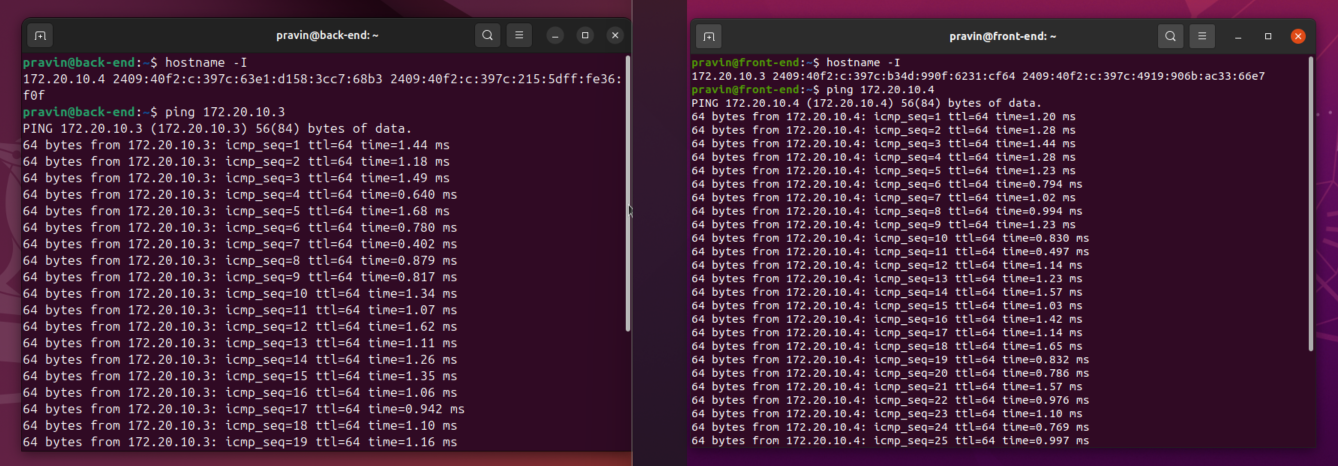 pravin@back-end: ~
pravin@back-end:~$ hostname -I
172.20.10.4 2409:40f2:c:397c:63e1:d158:3cc7:68b3 2409:40f2:c:397c:215:5dff:fe36:
f0f
pravin@back-end:~$ ping 172.20.10.3
PING 172.20.10.3 (172.20.10.3) 56(84) bytes of data.
64 bytes from 172.20.10.3: icmp_seq=1 ttl=64 time=1.44 ms
64 bytes from 172.20.10.3: icmp_seq=2 ttl=64 time=1.18 ms
64 bytes from 172.20.10.3: icmp_seq=3 ttl=64 time=1.49 ms
64 bytes from 172.20.10.3: icmp_seq=4 ttl=64 time=0.640 ms
64 bytes from 172.20.10.3: icmp_seq=5 ttl=64 time=1.68 ms
64 bytes from 172.20.10.3: icmp_seq=6 ttl=64 time=0.780 ms
64 bytes from 172.20.10.3: icmp_seq=7 ttl=64 time=0.402 ms
64 bytes from 172.20.10.3: icmp_seq=8 ttl=64 time=0.879 ms
64 bytes from 172.20.10.3: icmp_seq=9 ttl=64 time=0.817 ms
64 bytes from 172.20.10.3: icmp_seq=10 ttl=64 time=1.34 ms
64 bytes from 172.20.10.3: icmp_seq=11 ttl=64 time=1.07 ms
64 bytes from 172.20.10.3: icmp_seq=12 ttl=64 time=1.62 ms
64 bytes from 172.20.10.3: icmp_seq=13 ttl=64 time=1.11 ms
64 bytes from 172.20.10.3: icmp_seq=14 ttl=64 time=1.26 ms
64 bytes from 172.20.10.3: icmp_seq=15 ttl=64 time=1.35 ms
64 bytes from 172.20.10.3: icmp_seq=16 ttl=64 time=1.06 ms
64 bytes from 172.20.10.3: icmp_seq=17 ttl=64 time=0.942 ms
64 bytes from 172.20.10.3: icmp_seq=18 ttl=64 time=1.10 ms
64 bytes from 172.20.10.3: icmp_seq=19 ttl=64 time=1.16 ms
pravin@front-end: ~
pravin@front-end:~$ hostname -I
172.20.10.3 2409:40f2:c:397c:b34d:990f:6231:cf64 2409:40f2:c:397c:4919:906b:ac33:66e7
pravin@front-end:~$ ping 172.20.10.4
PING 172.20.10.4 (172.20.10.4) 56(84) bytes of data.
64 bytes from 172.20.10.4: icmp_seq=1 ttl=64 time=1.20 ms
64 bytes from 172.20.10.4: icmp_seq=2 ttl=64 time=1.28 ms
64 bytes from 172.20.10.4: icmp_seq=3 ttl=64 time=1.44 ms
64 bytes from 172.20.10.4: icmp_seq=4 ttl=64 time=1.28 ms
64 bytes from 172.20.10.4: icmp_seq=5 ttl=64 time=1.23 ms
64 bytes from 172.20.10.4: icmp_seq=6 ttl=64 time=0.794 ms
64 bytes from 172.20.10.4: icmp_seq=7 ttl=64 time=1.02 ms
64 bytes from 172.20.10.4: icmp_seq=8 ttl=64 time=0.994 ms
64 bytes from 172.20.10.4: icmp_seq=9 ttl=64 time=1.23 ms
64 bytes from 172.20.10.4: icmp_seq=10 ttl=64 time=0.830 ms
64 bytes from 172.20.10.4: icmp_seq=11 ttl=64 time=0.497 ms
64 bytes from 172.20.10.4: icmp_seq=12 ttl=64 time=1.14 ms
64 bytes from 172.20.10.4: icmp_seq=13 ttl=64 time=1.23 ms
64 bytes from 172.20.10.4: icmp_seq=14 ttl=64 time=1.57 ms
64 bytes from 172.20.10.4: icmp_seq=15 ttl=64 time=1.03 ms
64 bytes from 172.20.10.4: icmp_seq=16 ttl=64 time=1.42 ms
64 bytes from 172.20.10.4: icmp_seq=17 ttl=64 time=1.14 ms
64 bytes from 172.20.10.4: icmp_seq=18 ttl=64 time=1.65 ms
64 bytes from 172.20.10.4: icmp_seq=19 ttl=64 time=0.832 ms
64 bytes from 172.20.10.4: icmp_seq=20 ttl=64 time=0.786 ms
64 bytes from 172.20.10.4: icmp_seq=21 ttl=64 time=1.57 ms
64 bytes from 172.20.10.4: icmp_seq=22 ttl=64 time=0.976 ms
64 bytes from 172.20.10.4: icmp_seq=23 ttl=64 time=1.10 ms
64 bytes from 172.20.10.4: icmp_seq=24 ttl=64 time=0.769 ms
64 bytes from 172.20.10.4: icmp_seq=25 ttl=64 time=0.997 ms